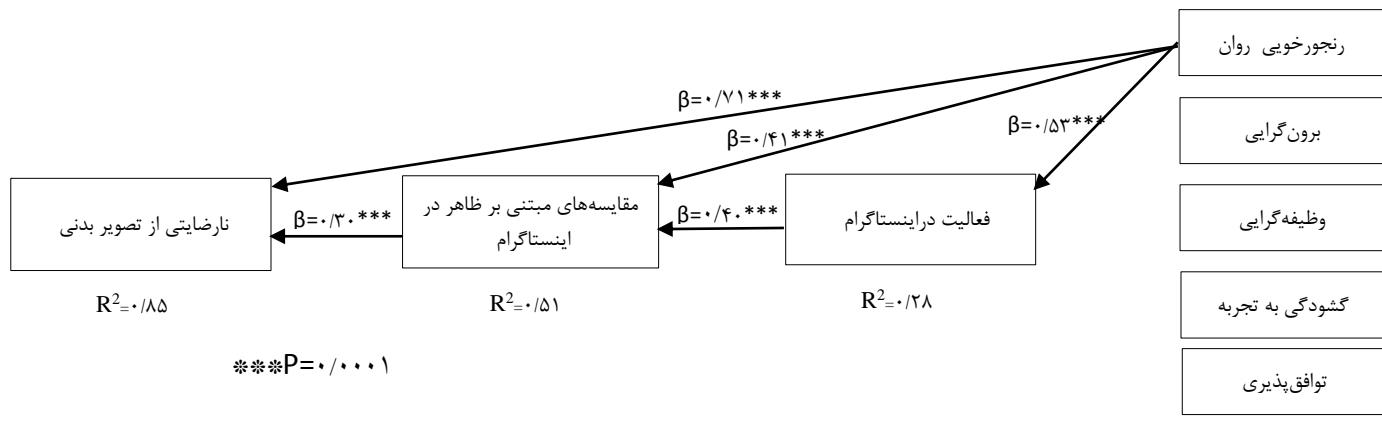 رنجورخویی روان
β=۰/۷۱***
برون‌گرایی
β=۰/۵۳***
β=۰/۴۱***
مقایسه‌های مبتنی بر ظاهر در
اینستاگرام
نارضایتی از تصویر بدنی
β=۰/۳۰***
β=۰/۴۰***
فعالیت دراینستاگرام
وظیفه‌گرایی
R²=۰/۸۵
R²=۰/۵۱
R²=۰/۲۸
گشودگی به تجربه
***P=۰/۰۰۰۱
توافق‌پذیری